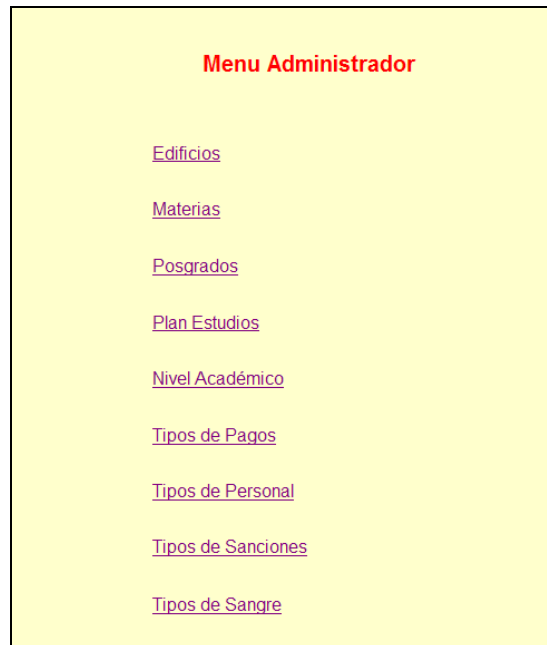 Menu Administrador
Edificios
Materias
Posgrados
Plan Estudios
Nivel Académico
Tipos de Pagos
Tipos de Personal
Tipos de Sanciones
Tipos de Sangre